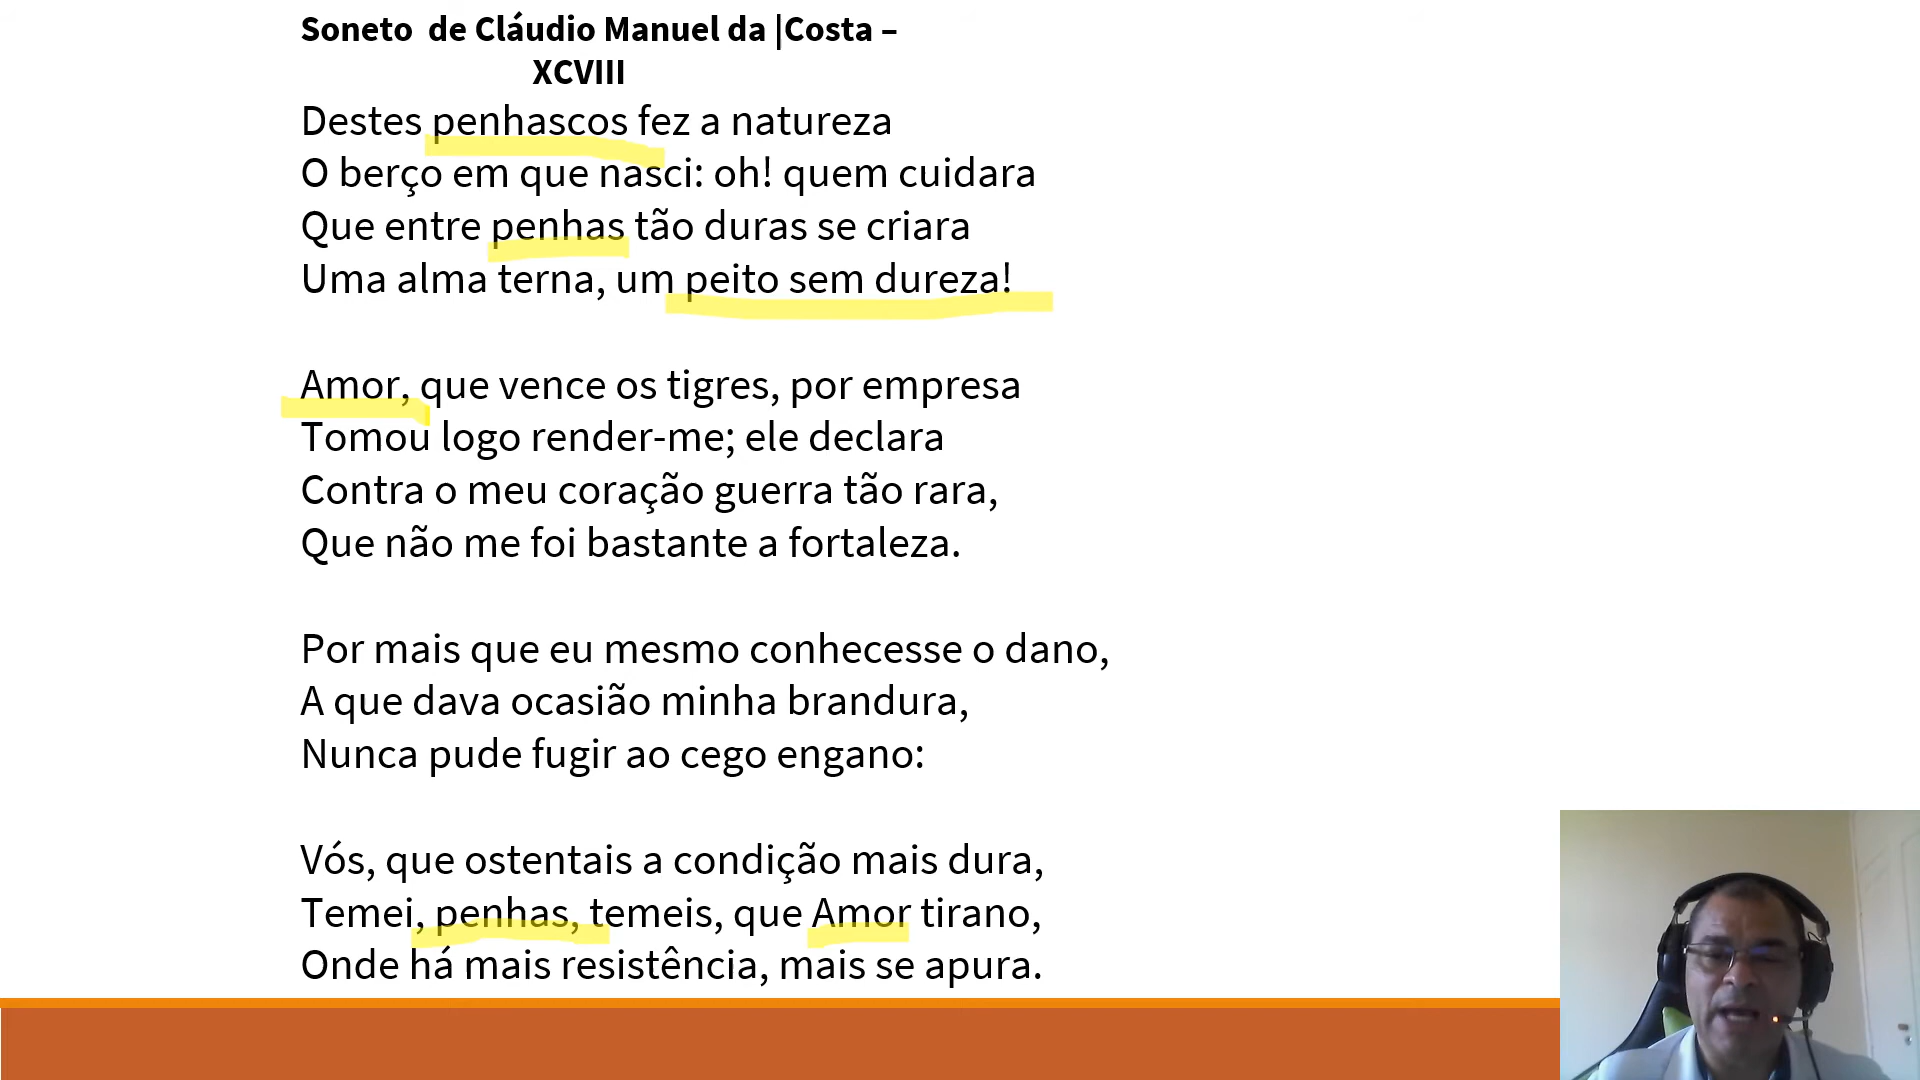 Soneto de Cláudio Manuel da |Costa –
XCVIII
Destes penhascos fez a natureza
O berço em que nasci: oh! quem cuidara
Que entre penhas tão duras se criara
Uma alma terna, um peito sem dureza!
Amor, que vence os tigres, por empresa
Tomou logo render-me; ele declara
Contra o meu coração guerra tão rara,
Que não me foi bastante a fortaleza.
Por mais que eu mesmo conhecesse o dano,
A que dava ocasião minha brandura,
Nunca pude fugir ao cego engano:
Vós, que ostentais a condição mais dura,
Temei, penhas, temeis, que Amor tirano,
Onde há mais resistência, mais se apura.